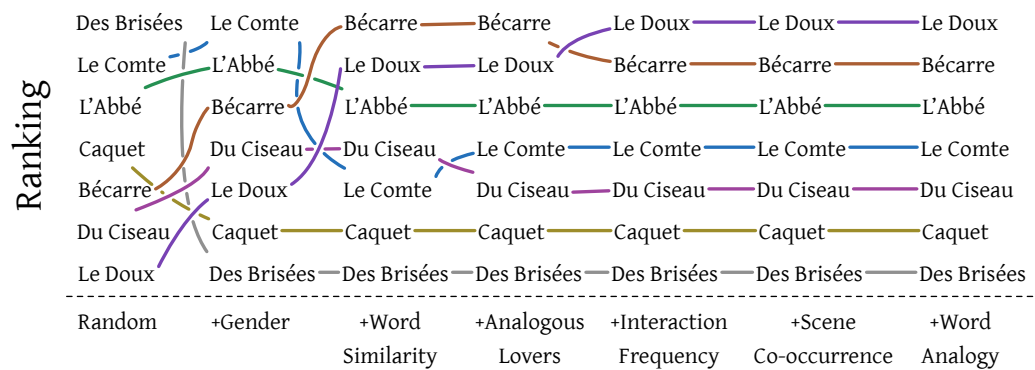 Ranking
Des Brisées Le Comte Bécarre Bécarre Le Doux Le Doux Le Doux
Le Comte L'Abbé Le Doux Le Doux Bécarre Bécarre Bécarre
L'Abbé Bécarre L'Abbé L'Abbé L'Abbé L'Abbé L'Abbé
Caquet Du Ciseau Du Ciseau Le Comte Le Comte Le Comte Le Comte
Bécarre Le Doux Le Comte Du Ciseau Du Ciseau Du Ciseau Du Ciseau
Du Ciseau Caquet Caquet Caquet Caquet Caquet Caquet
Le Doux Des Brisées Des Brisées Des Brisées Des Brisées Des Brisées Des Brisées
Random +Gender +Word +Analogous +Interaction +Scene +Word
Similarity Lovers Frequency Co-occurrence Analogy